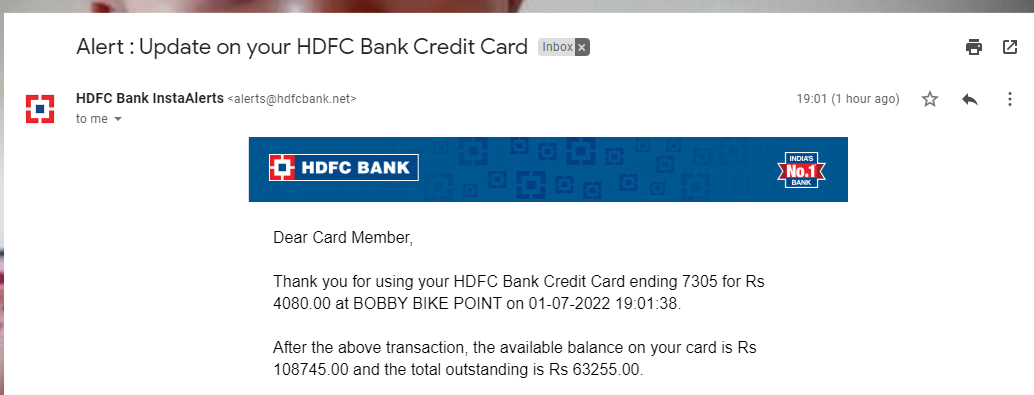 Alert : Update on your HDFC Bank Credit Card Inbox x
HDFC Bank InstaAlerts <alerts@hdfcbank.net> 19:01 (1 hour ago)
to me
HDFC BANK
INDIA'S
No.1
BANK
Dear Card Member,
Thank you for using your HDFC Bank Credit Card ending 7305 for Rs
4080.00 at BOBBY BIKE POINT on 01-07-2022 19:01:38.
After the above transaction, the available balance on your card is Rs
108745.00 and the total outstanding is Rs 63255.00.